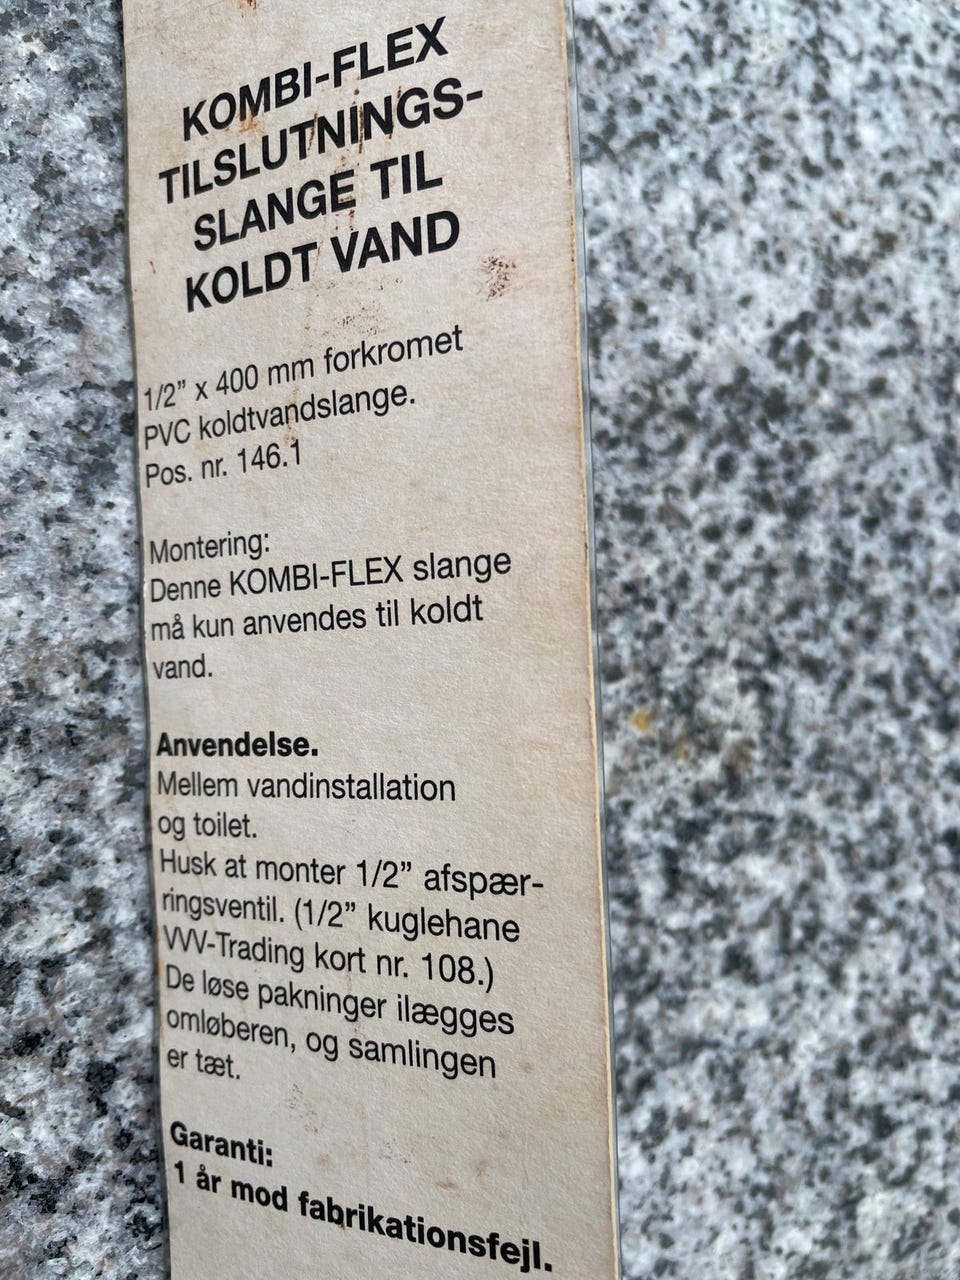 KOMBI-FLEX
TILSLUTNINGS-
SLANGE TIL
KOLDT VAND
1/2” x 400 mm forkromet
PVC koldtvandslange.
Pos. nr. 146.1
Montering:
Denne KOMBI-FLEX slange
må kun anvendes til koldt
vand.
Anvendelse.
Mellem vandinstallation
og toilet.
Husk at monter 1/2” afspær-
ringsventil. (1/2” kuglehane
VVV-Trading kort nr. 108.)
De løse pakninger ilægges
omløberen, og samlingen
er tæt.
Garanti:
1 år mod fabrikationsfejl.